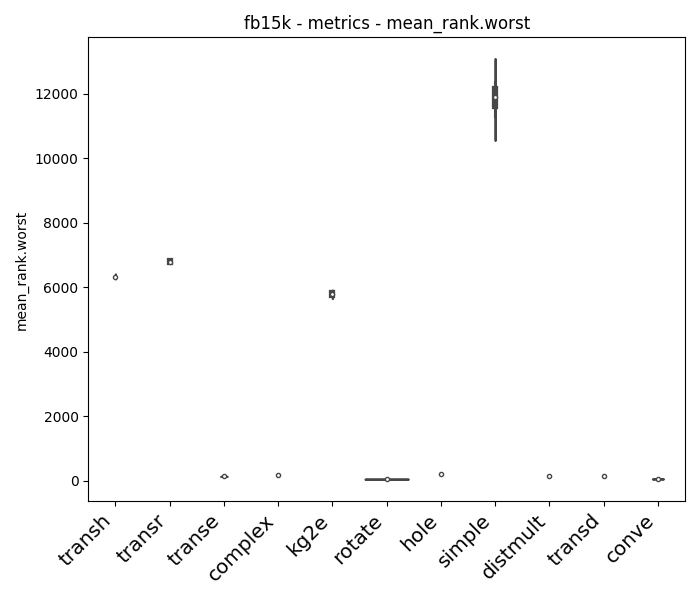 fb15k - metrics - mean_rank.worst
mean_rank.worst
12000
10000
8000
6000
4000
2000
0
transh
transr
transe
complex
kg2e
rotate
hole
simple
distmult
transd
conve